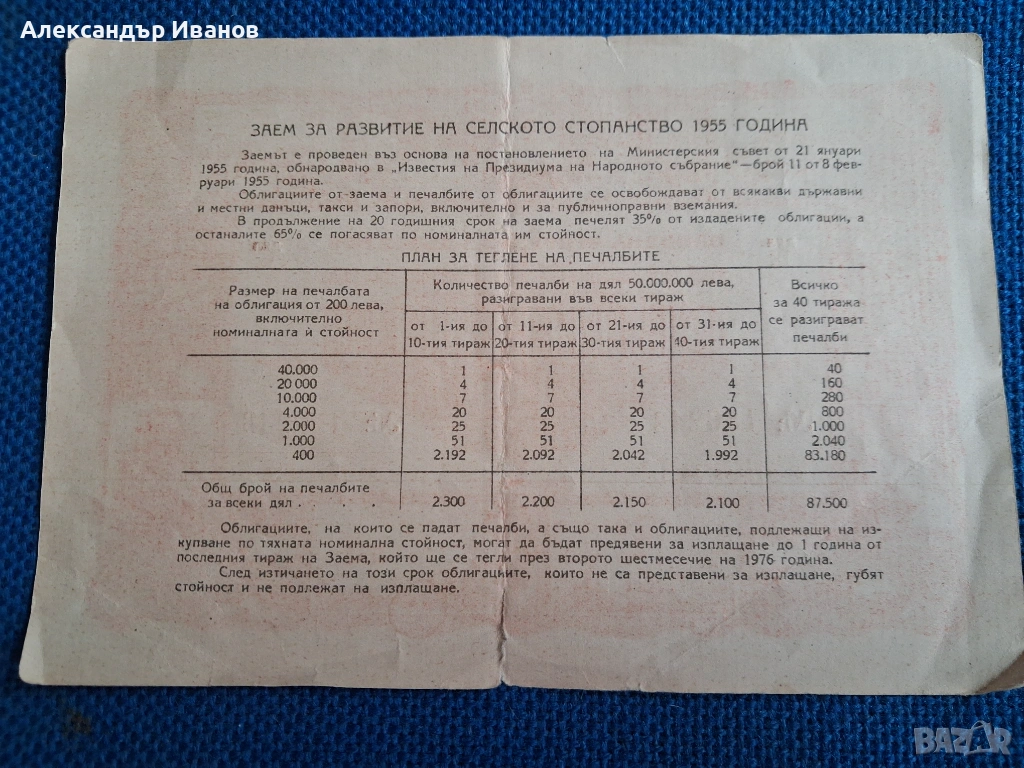 Александър Иванов
ЗАЕМ ЗА РАЗВИТИЕ НА СЕЛСКОТО СТОПАНСТВО 1955 ГОДИНА
Заемът е проведен въз основа на постановлението на Министерския съвет от 21 януари
1955 година, обнародвано в „Известия на Президиума на Народното събрание“—брой 11 от 8 фев-
руари 1955 година.
Облигациите от заема и печалбите от облигациите се освобождават от всякакви държавни
и местни данъци, такси и запори, включително и за публичноправни вземания.
В продължение на 20 годишния срок на заема печелят 35% от издадените облигации, а
останалите 65% се погасяват по номиналната им стойност.
ПЛАН ЗА ТЕГЛЕНЕ НА ПЕЧАЛБИТЕ
Размер на печалбата
на облигация от 200 лева,
включително
номиналната ѝ стойност
Количество печалби на дял 50.000.000 лева,
разигравани във всеки тираж
Всичко
за 40 тиража
се разиграват
печалби
от 1-ия до от 11-ия до от 21-ия до от 31-ия до
10-тия тираж 20-тия тираж 30-тия тираж 40-тия тираж
40.000 1 1 1 1 40
20 000 4 4 4 4 160
10.000 7 7 7 7 280
4.000 20 20 20 20 800
2.000 25 25 25 25 1.000
1.000 51 51 51 51 2.040
400 2.192 2.092 2.042 1.992 83.180
Общ брой на печалбите
за всеки дял . . . . 2.300 2.200 2.150 2.100 87.500
Облигациите, на които се падат печалби, а също така и облигациите, подлежащи на из-
купване по тяхната номинална стойност, могат да бъдат предявени за изплащане до 1 година от
последния тираж на Заема, който ще се тегли през второто шестмесечие на 1976 година.
След изтичането на този срок облигациите, които не са представени за изплащане, губят
стойност и не подлежат на изплащане.
BAZAR